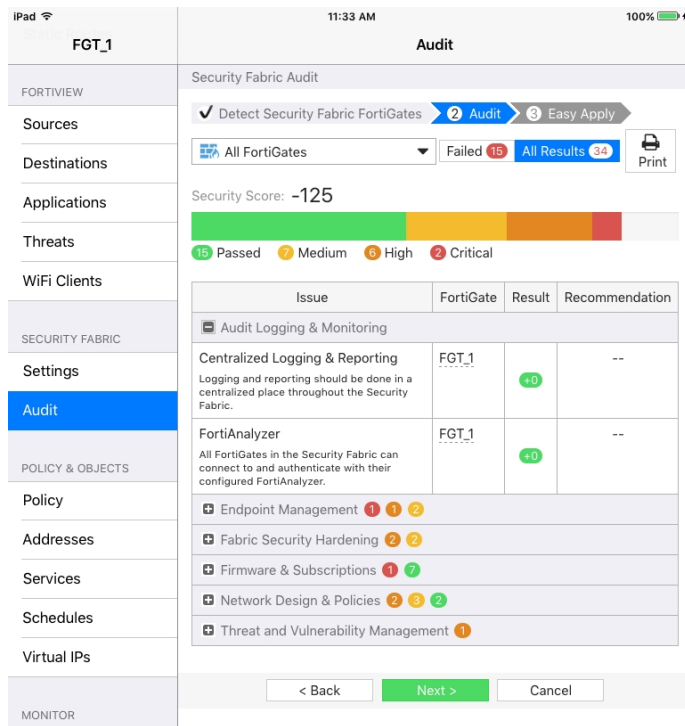 iPad
11:33 AM
100%
FGT_1
Audit
FORTIVIEW
Sources
Destinations
Applications
Threats
WiFi Clients
SECURITY FABRIC
Settings
Audit
POLICY & OBJECTS
Policy
Addresses
Services
Schedules
Virtual IPs
MONITOR
Security Fabric Audit
Detect Security Fabric FortiGates 2 Audit 3 Easy Apply
All FortiGates Failed 15 All Results 34 Print
Security Score: -125
15 Passed 7 Medium 6 High 2 Critical
Issue FortiGate Result Recommendation
Audit Logging & Monitoring
Centralized Logging & Reporting FGT_1 +0 --
Logging and reporting should be done in a
centralized place throughout the Security
Fabric.
FortiAnalyzer FGT_1 +0 --
All FortiGates in the Security Fabric can
connect to and authenticate with their
configured FortiAnalyzer.
Endpoint Management 1 1 2
Fabric Security Hardening 2 2
Firmware & Subscriptions 1 7
Network Design & Policies 2 3 2
Threat and Vulnerability Management 1
< Back Next > Cancel